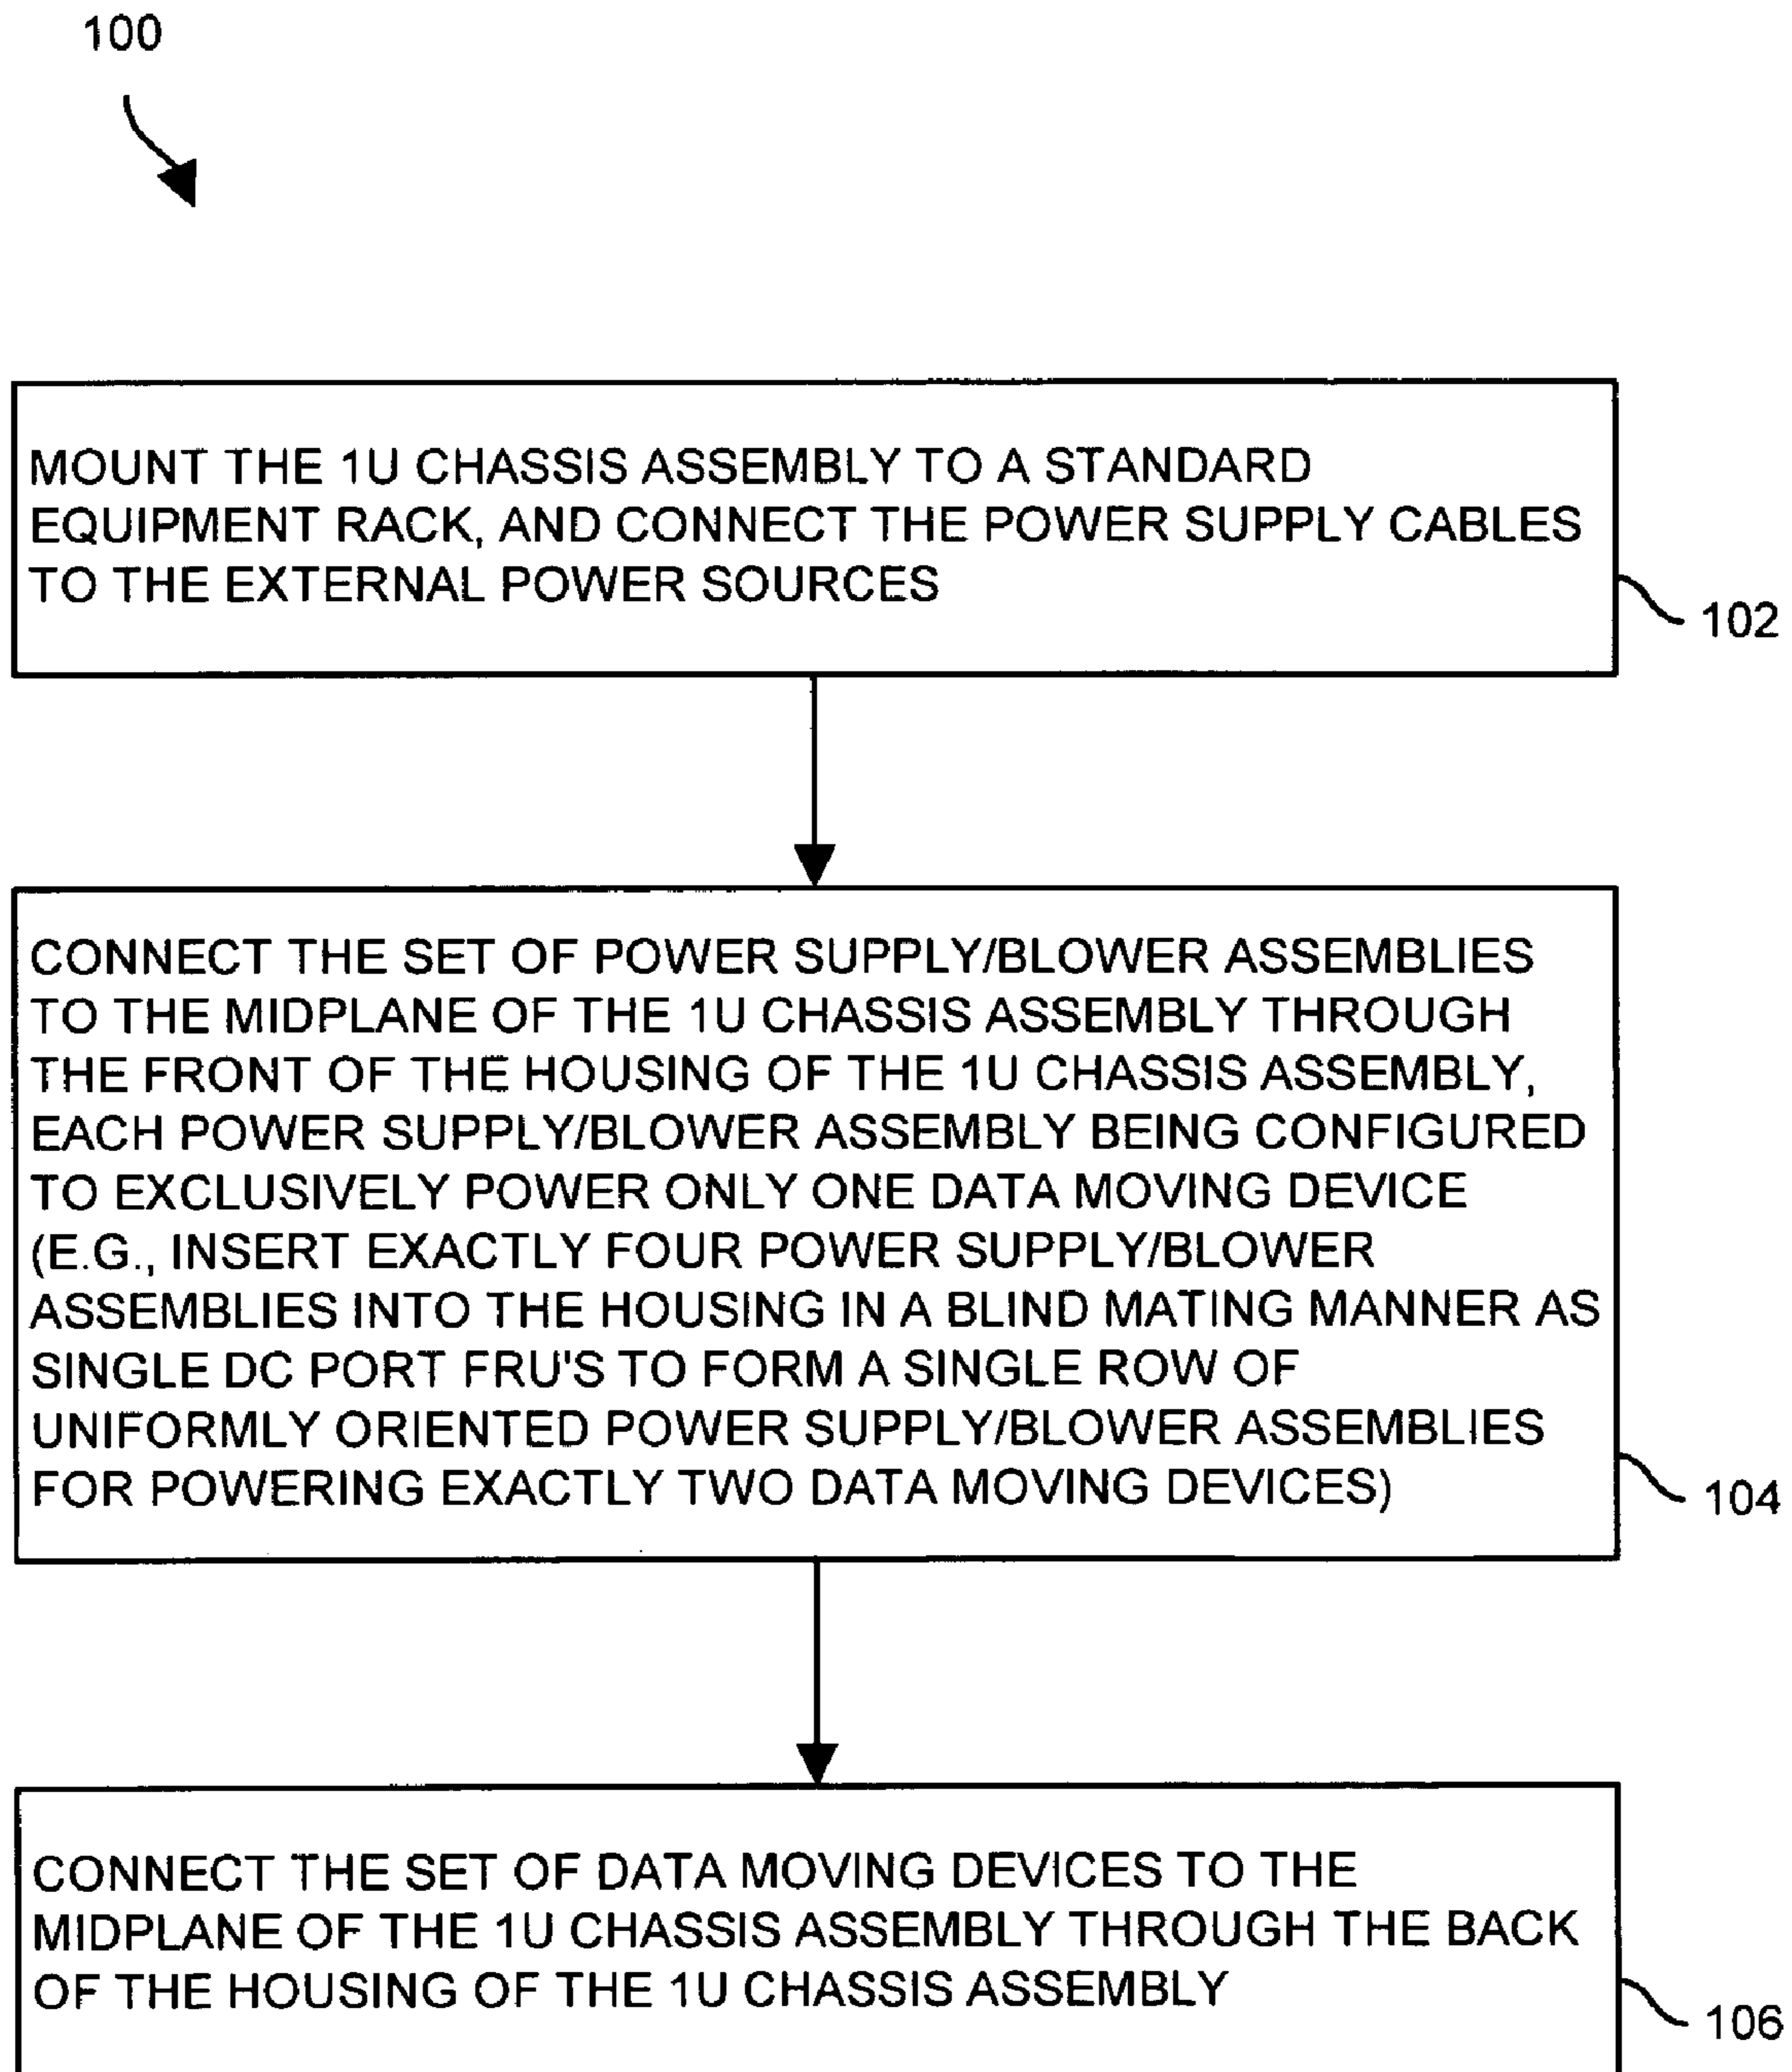 100
MOUNT THE 1U CHASSIS ASSEMBLY TO A STANDARD
EQUIPMENT RACK, AND CONNECT THE POWER SUPPLY CABLES
TO THE EXTERNAL POWER SOURCES
102
CONNECT THE SET OF POWER SUPPLY/BLOWER ASSEMBLIES
TO THE MIDPLANE OF THE 1U CHASSIS ASSEMBLY THROUGH
THE FRONT OF THE HOUSING OF THE 1U CHASSIS ASSEMBLY,
EACH POWER SUPPLY/BLOWER ASSEMBLY BEING CONFIGURED
TO EXCLUSIVELY POWER ONLY ONE DATA MOVING DEVICE
(E.G., INSERT EXACTLY FOUR POWER SUPPLY/BLOWER
ASSEMBLIES INTO THE HOUSING IN A BLIND MATING MANNER AS
SINGLE DC PORT FRU'S TO FORM A SINGLE ROW OF
UNIFORMLY ORIENTED POWER SUPPLY/BLOWER ASSEMBLIES
FOR POWERING EXACTLY TWO DATA MOVING DEVICES)
104
CONNECT THE SET OF DATA MOVING DEVICES TO THE
MIDPLANE OF THE 1U CHASSIS ASSEMBLY THROUGH THE BACK
OF THE HOUSING OF THE 1U CHASSIS ASSEMBLY
106